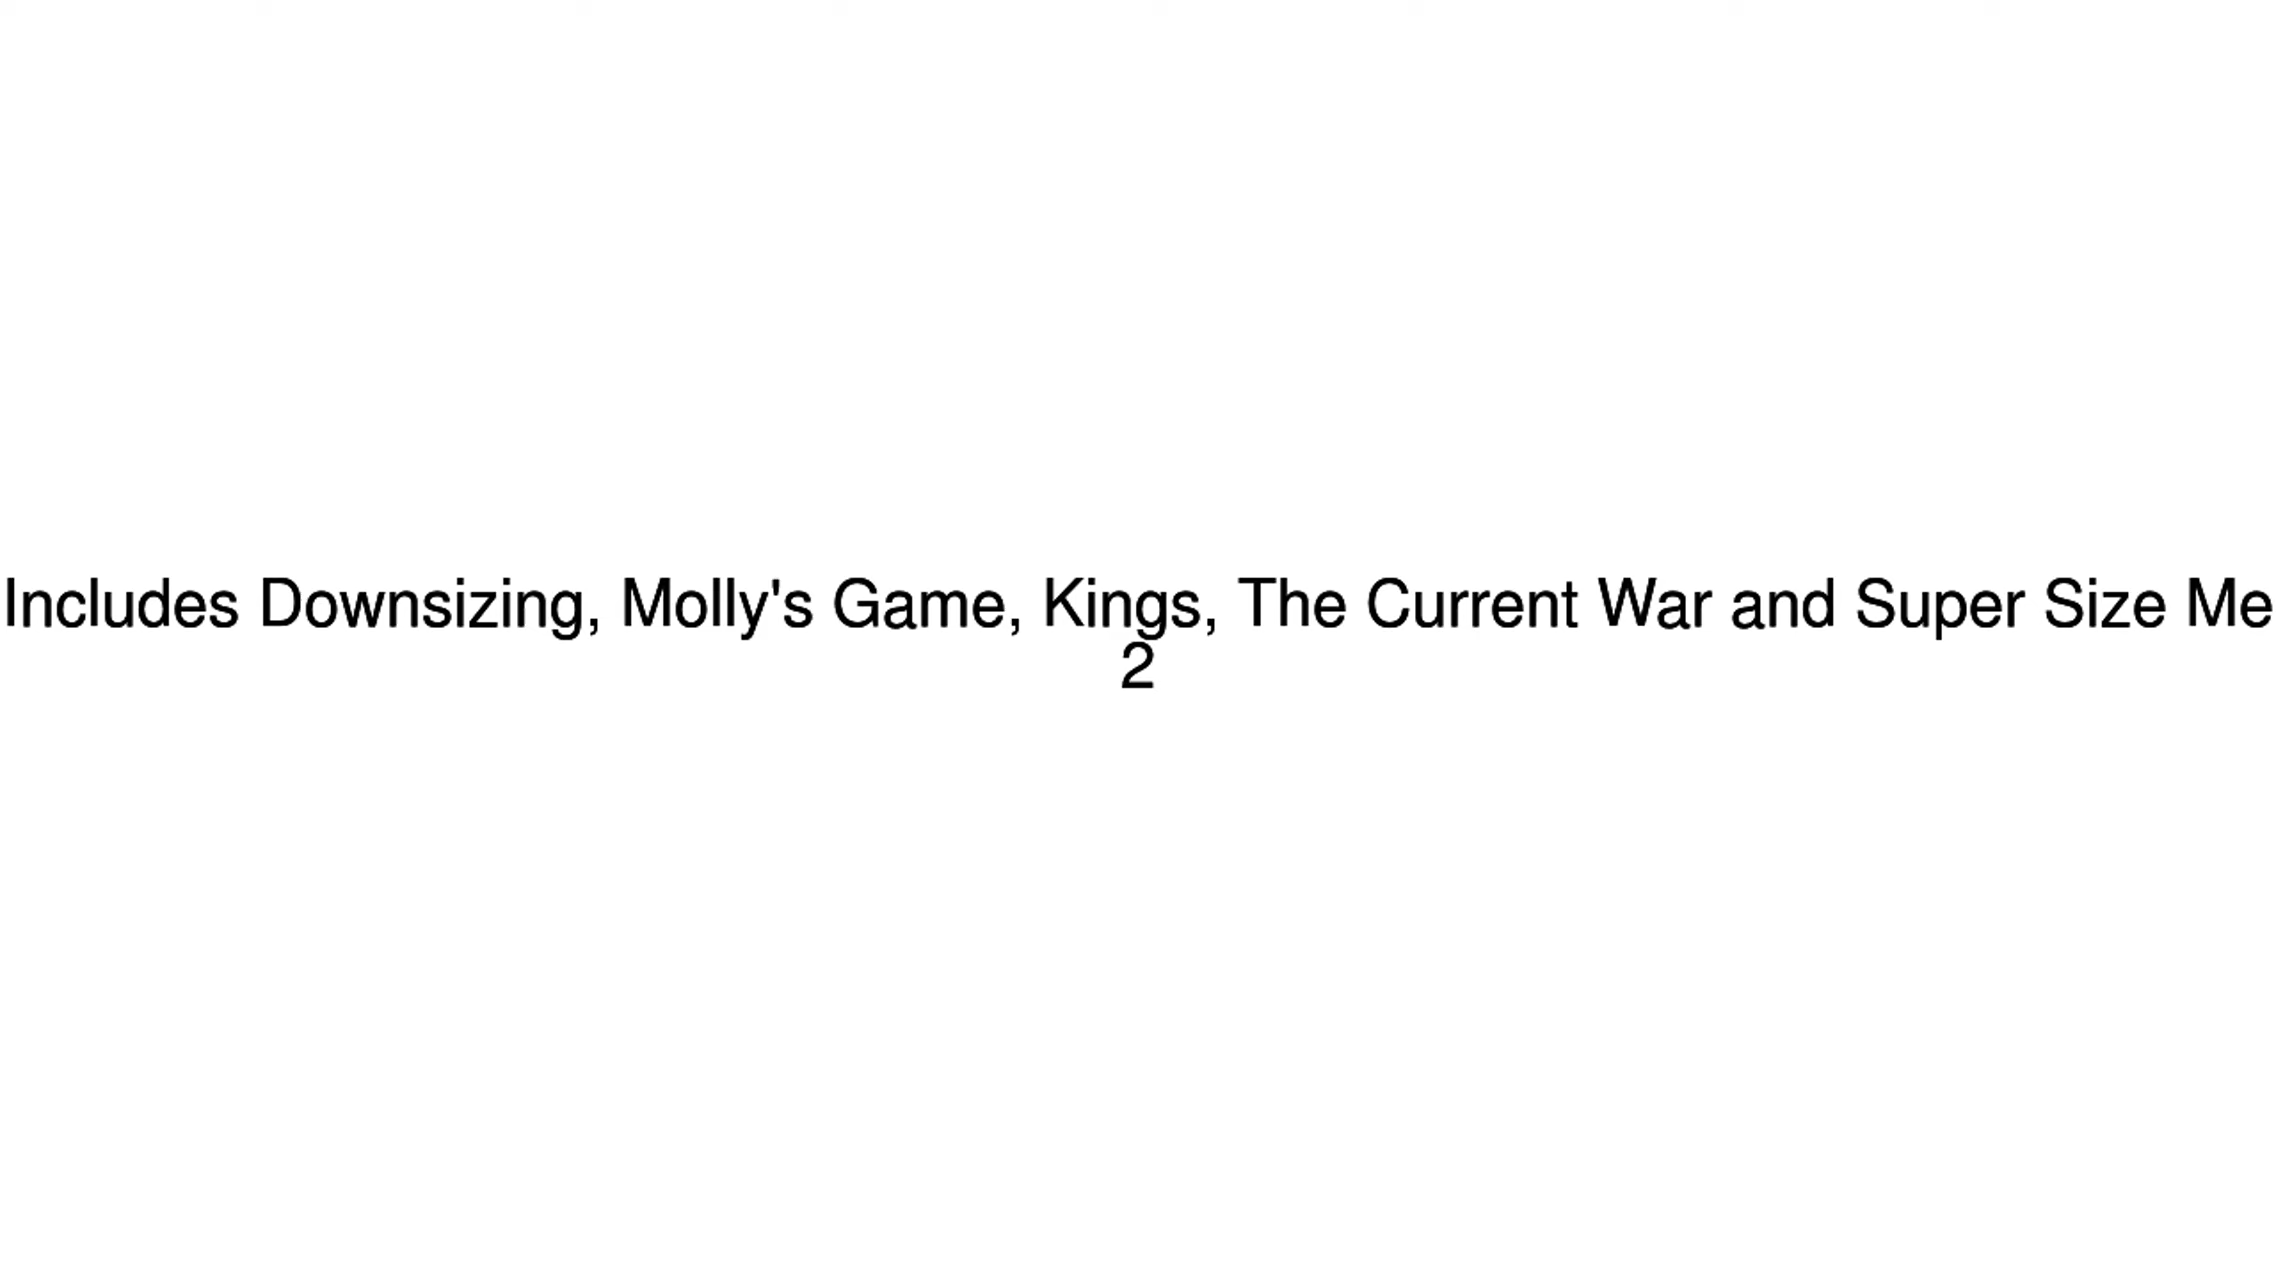 Includes Downsizing, Molly's Game, Kings, The Current War and Super Size Me
2